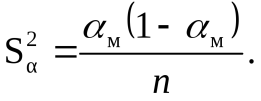 S²_α = α_м(1 − α_м) / n.